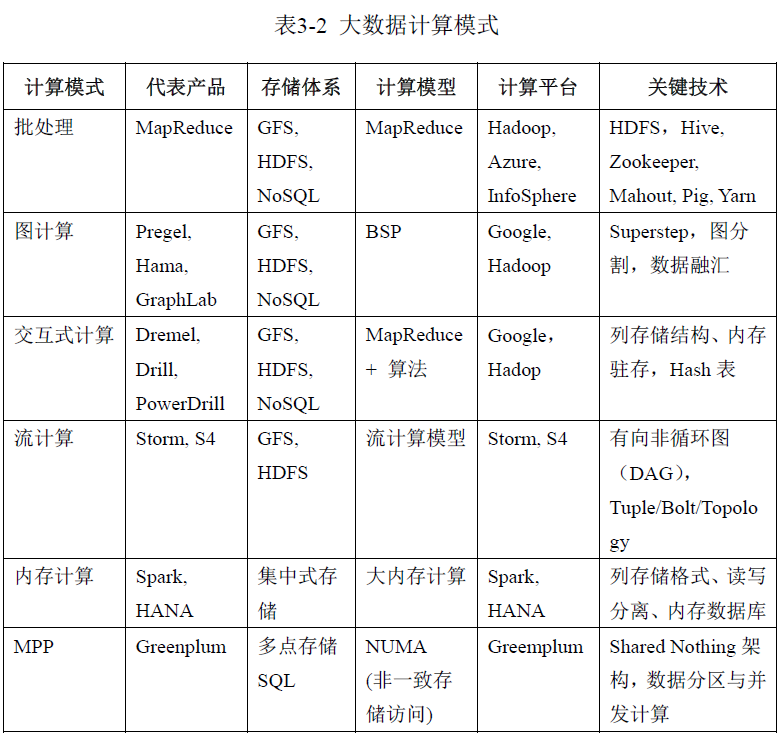 表3-2 大数据计算模式
计算模式 代表产品 存储体系 计算模型 计算平台 关键技术
批处理 MapReduce GFS, MapReduce Hadoop, HDFS，Hive,
HDFS, Azure, Zookeeper,
NoSQL InfoSphere Mahout, Pig, Yarn
图计算 Pregel, GFS, BSP Google, Superstep，图分
Hama, HDFS, Hadoop 割，数据融汇
GraphLab NoSQL
交互式计算 Dremel, GFS, MapReduce Google， 列存储结构、内存
Drill, HDFS, + 算法 Hadop 驻存，Hash 表
PowerDrill NoSQL
流计算 Storm, S4 GFS, 流计算模型 Storm, S4 有向非循环图
HDFS （DAG），
Tuple/Bolt/Topolo
gy
内存计算 Spark, 集中式存 大内存计算 Spark, 列存储格式、读写
HANA 储 HANA 分离、内存数据库
MPP Greenplum 多点存储 NUMA Greemplum Shared Nothing 架
SQL (非一致存 构，数据分区与并
储访问) 发计算